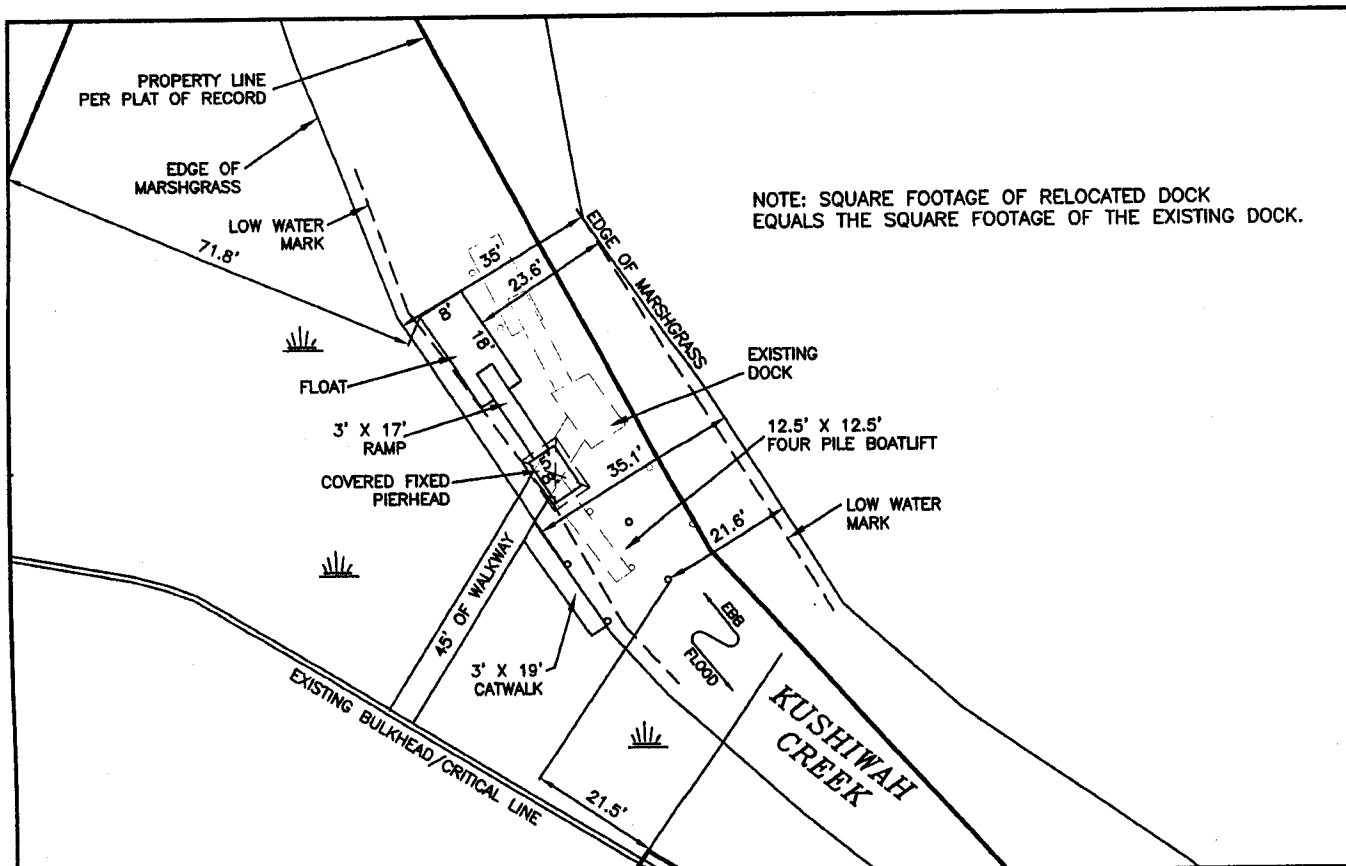 PROPERTY LINE
PER PLAT OF RECORD
EDGE OF
MARSHGRASS
LOW WATER
MARK
71.8'
NOTE: SQUARE FOOTAGE OF RELOCATED DOCK
EQUALS THE SQUARE FOOTAGE OF THE EXISTING DOCK.
EDGE OF MARSHGRASS
35'
23.6'
8'
18'
FLOAT
EXISTING
DOCK
3' X 17'
RAMP
12.5' X 12.5'
FOUR PILE BOATLIFT
COVERED FIXED
PIERHEAD
5'
35.1'
LOW WATER
MARK
21.6'
45' OF WALKWAY
EBB
FLOOD
3' X 19'
CATWALK
KUSHIWAH
CREEK
EXISTING BULKHEAD/CRITICAL LINE
21.5'